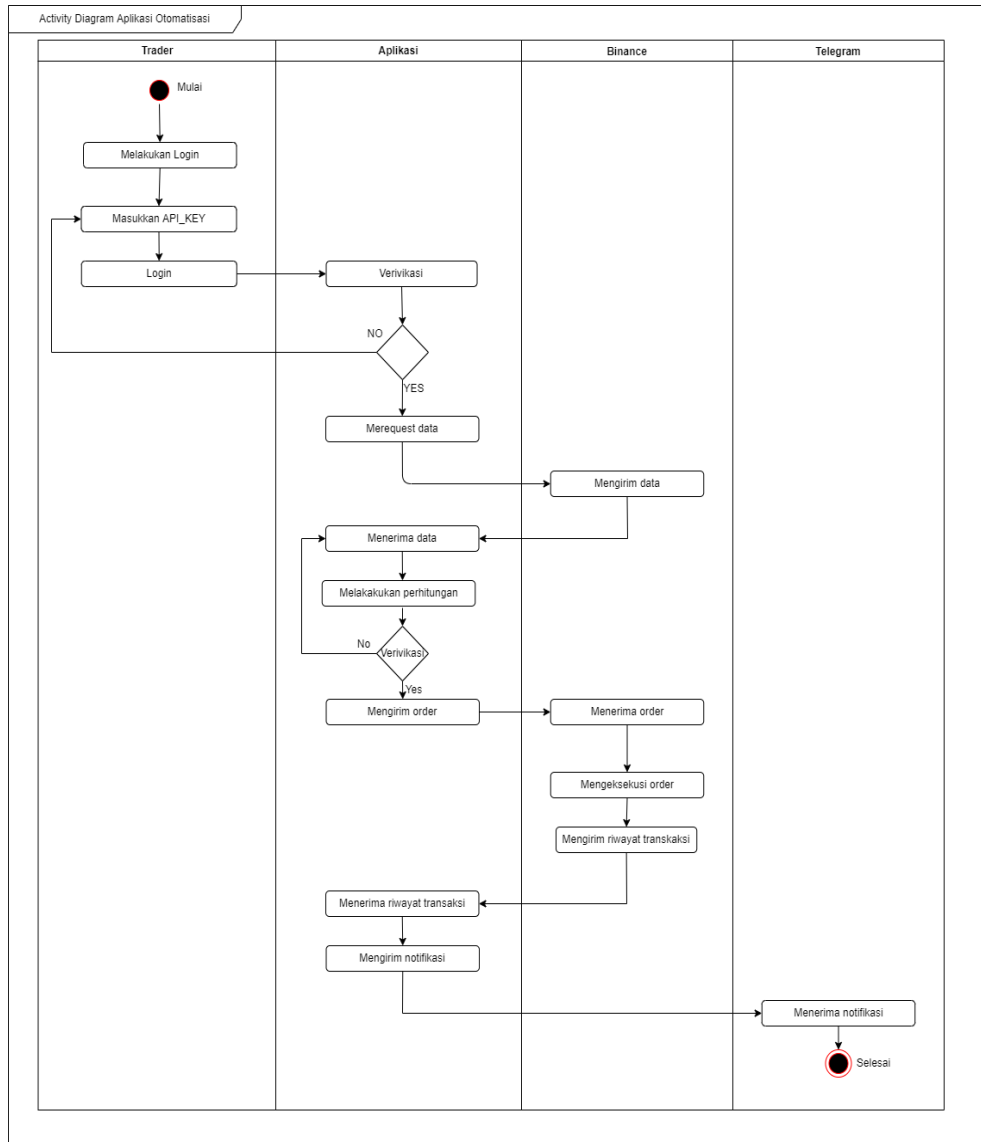 Activity Diagram Aplikasi Otomatisasi
Trader
Aplikasi
Binance
Telegram
Mulai
Melakukan Login
Masukkan API_KEY
Login
Verivikasi
NO
YES
Merequest data
Mengirim data
Menerima data
Melakakukan perhitungan
No
Verivikasi
Yes
Mengirim order
Menerima order
Mengeksekusi order
Mengirim riwayat transkaksi
Menerima riwayat transaksi
Mengirim notifikasi
Menerima notifikasi
Selesai